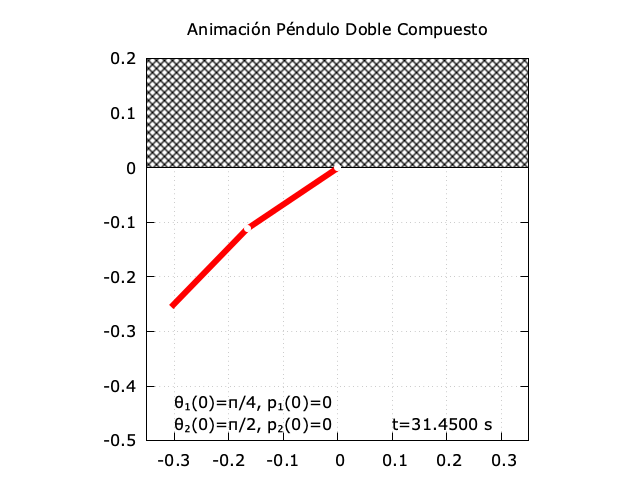 Animación Péndulo Doble Compuesto
0.2
0.1
0
-0.1
-0.2
-0.3
-0.4
-0.5
θ₁(0)=π/4, p₁(0)=0
θ₂(0)=π/2, p₂(0)=0 t=31.4500 s
-0.3 -0.2 -0.1 0 0.1 0.2 0.3